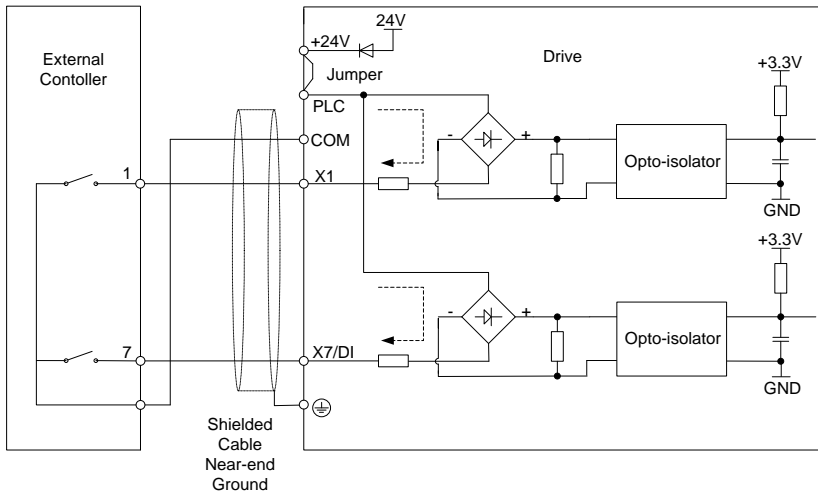 24V
+24V
External
Contoller
Drive
Jumper
+3.3V
PLC
COM
-
+
Opto-isolator
1
X1
GND
+3.3V
-
+
Opto-isolator
7
X7/DI
GND
Shielded
Cable
Near-end
Ground